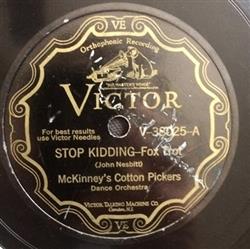 VE
Orthophonic Recording
"HIS MASTER'S VOICE"
VICTOR
For best results
use Victor Needles
V-38025-A
STOP KIDDING-Fox Trot
(John Nesbitt)
McKinney's Cotton Pickers
Dance Orchestra
VICTOR TALKING MACHINE CO.
Camden, N.J.
VE